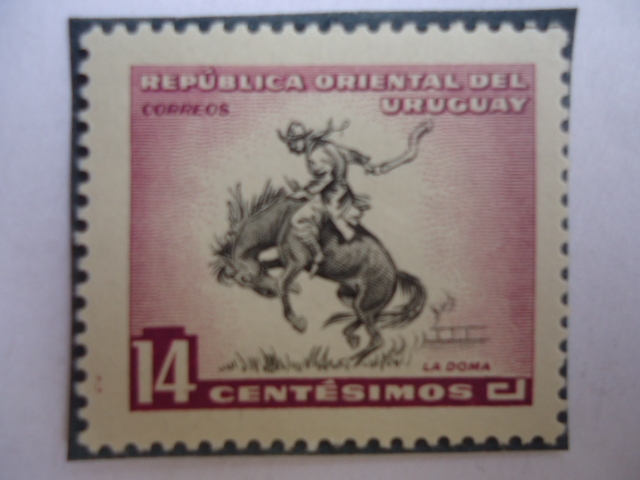 REPÚBLICA ORIENTAL DEL
CORREOS URUGUAY
LA DOMA
14 CENTÉSIMOS